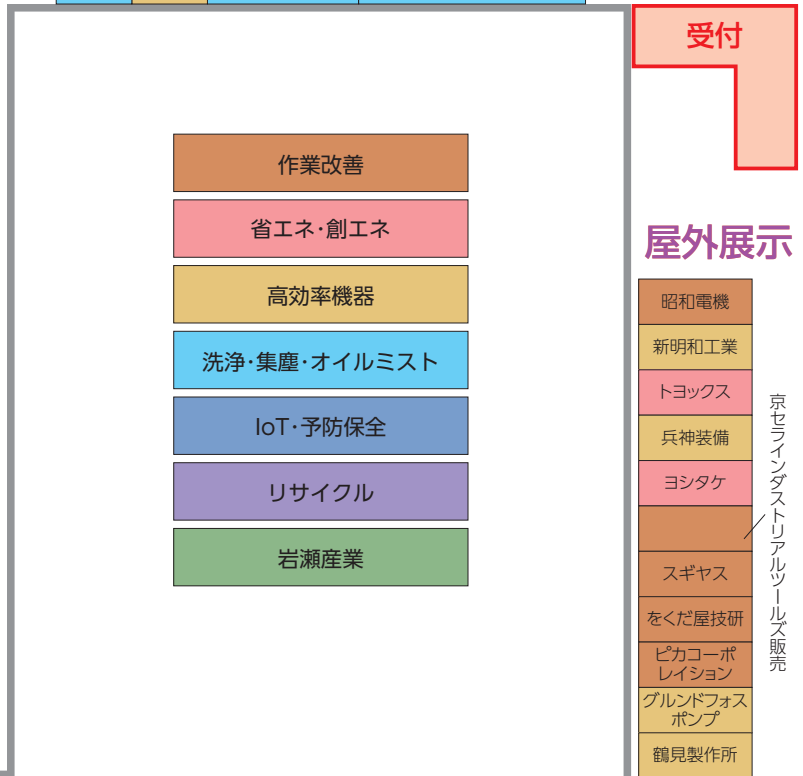 受付
作業改善
省エネ・創エネ
高効率機器
洗浄・集塵・オイルミスト
IoT・予防保全
リサイクル
岩瀬産業
屋外展示
昭和電機
新明和工業
トヨックス
兵神装備
ヨシタケ
京セラインダストリアルツールズ販売
スギヤス
をくだ屋技研
ピカコーポ
レイション
グルンドフォス
ポンプ
鶴見製作所